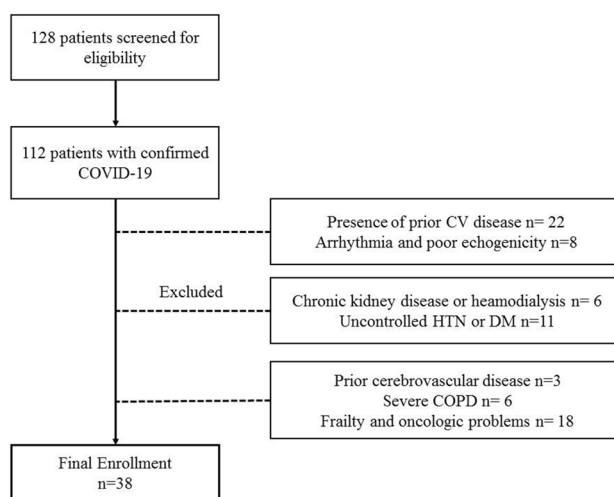 128 patients screened for
eligibility
112 patients with confirmed
COVID-19
Presence of prior CV disease n= 22
Arrhythmia and poor echogenicity n=8
Excluded
Chronic kidney disease or heamodialysis n= 6
Uncontrolled HTN or DM n=11
Prior cerebrovascular disease n=3
Severe COPD n= 6
Frailty and oncologic problems n= 18
Final Enrollment
n=38